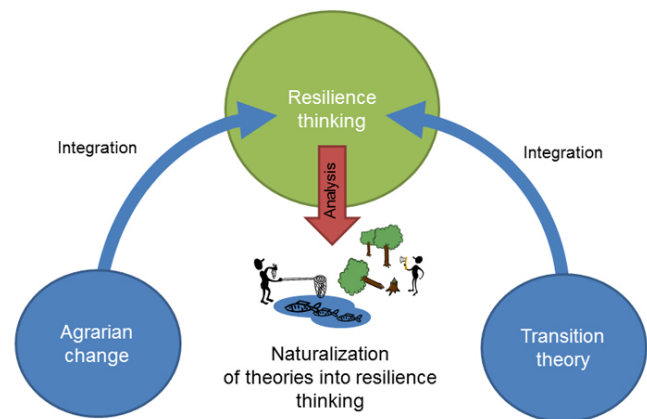 Resilience
thinking
Integration
Integration
Analysis
Agrarian
change
Transition
theory
Naturalization
of theories into resilience
thinking